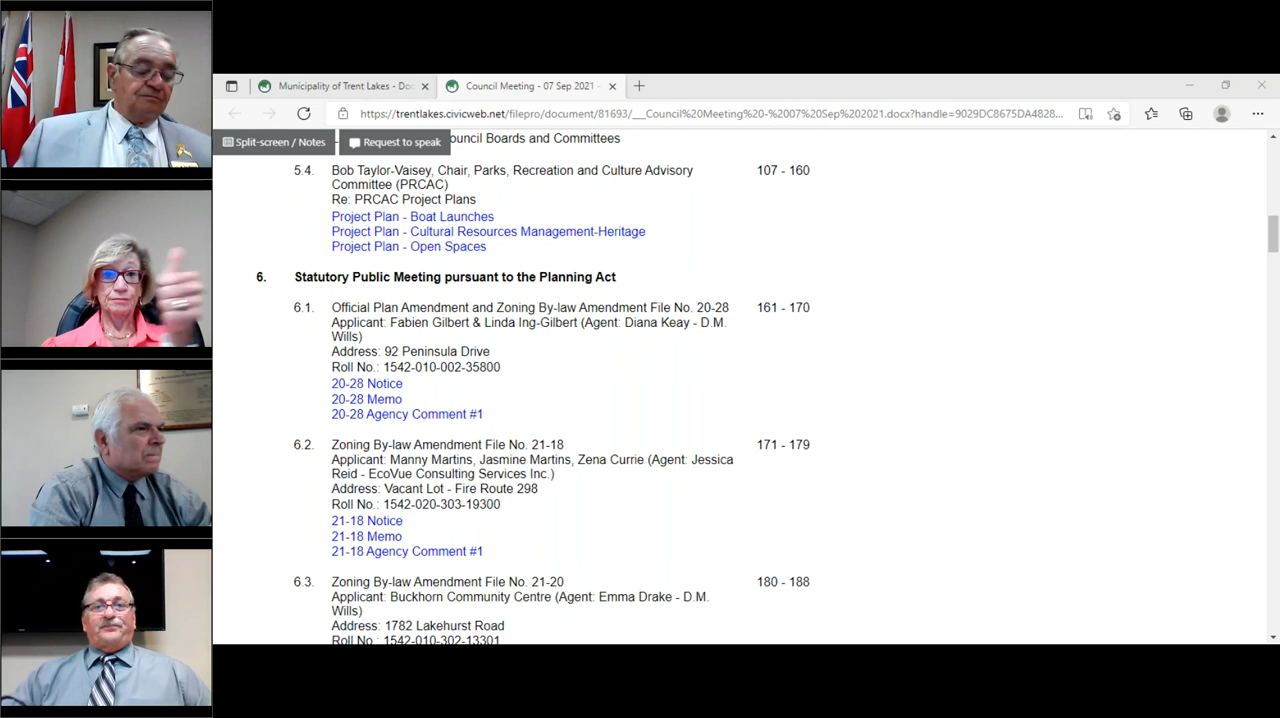 Municipality of Trent Lakes - Doc
Council Meeting - 07 Sep 2021 -
https://trentlakes.civicweb.net/filepro/document/81693/__Council%20Meeting%20-%2007%20Sep%202021.docx?handle=9029DC8675DA4828...
Split-screen / Notes
Request to speak
ouncil Boards and Committees
5.4. Bob Taylor-Vaisey, Chair, Parks, Recreation and Culture Advisory 107 - 160
Committee (PRCAC)
Re: PRCAC Project Plans
Project Plan - Boat Launches
Project Plan - Cultural Resources Management-Heritage
Project Plan - Open Spaces
6. Statutory Public Meeting pursuant to the Planning Act
6.1. Official Plan Amendment and Zoning By-law Amendment File No. 20-28 161 - 170
Applicant: Fabien Gilbert & Linda Ing-Gilbert (Agent: Diana Keay - D.M.
Wills)
Address: 92 Peninsula Drive
Roll No.: 1542-010-002-35800
20-28 Notice
20-28 Memo
20-28 Agency Comment #1
6.2. Zoning By-law Amendment File No. 21-18 171 - 179
Applicant: Manny Martins, Jasmine Martins, Zena Currie (Agent: Jessica
Reid - EcoVue Consulting Services Inc.)
Address: Vacant Lot - Fire Route 298
Roll No.: 1542-020-303-19300
21-18 Notice
21-18 Memo
21-18 Agency Comment #1
6.3. Zoning By-law Amendment File No. 21-20 180 - 188
Applicant: Buckhorn Community Centre (Agent: Emma Drake - D.M.
Wills)
Address: 1782 Lakehurst Road
Roll No.: 1542-010-302-13301